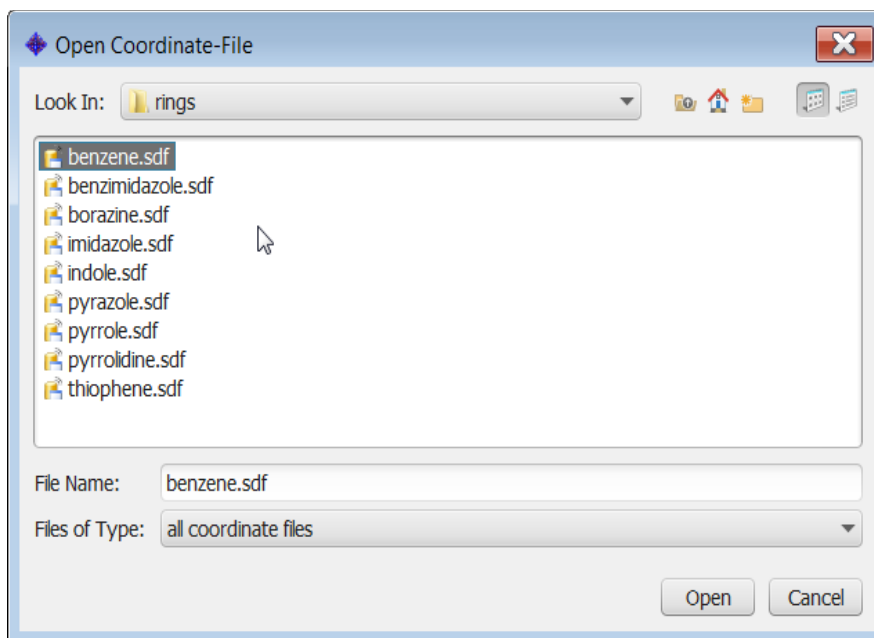 Open Coordinate-File
Look In: rings
benzene.sdf
benzimidazole.sdf
borazine.sdf
imidazole.sdf
indole.sdf
pyrazole.sdf
pyrrole.sdf
pyrrolidine.sdf
thiophene.sdf
File Name: benzene.sdf
Files of Type: all coordinate files
Open Cancel